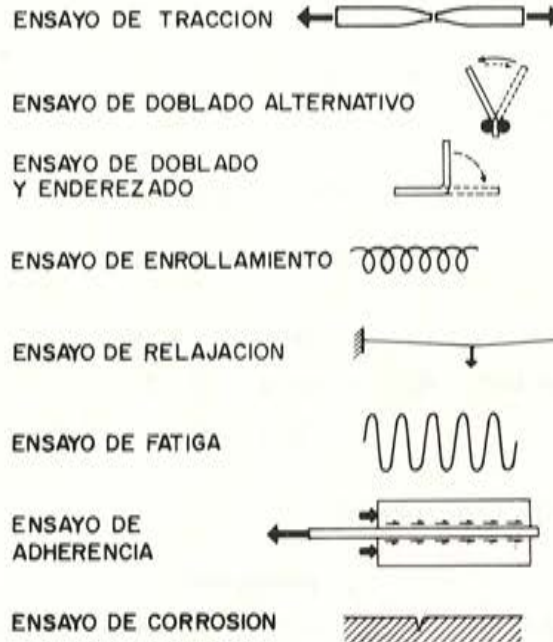 ENSAYO DE TRACCION
ENSAYO DE DOBLADO ALTERNATIVO
ENSAYO DE DOBLADO
Y ENDEREZADO
ENSAYO DE ENROLLAMIENTO
ENSAYO DE RELAJACION
ENSAYO DE FATIGA
ENSAYO DE
ADHERENCIA
ENSAYO DE CORROSION